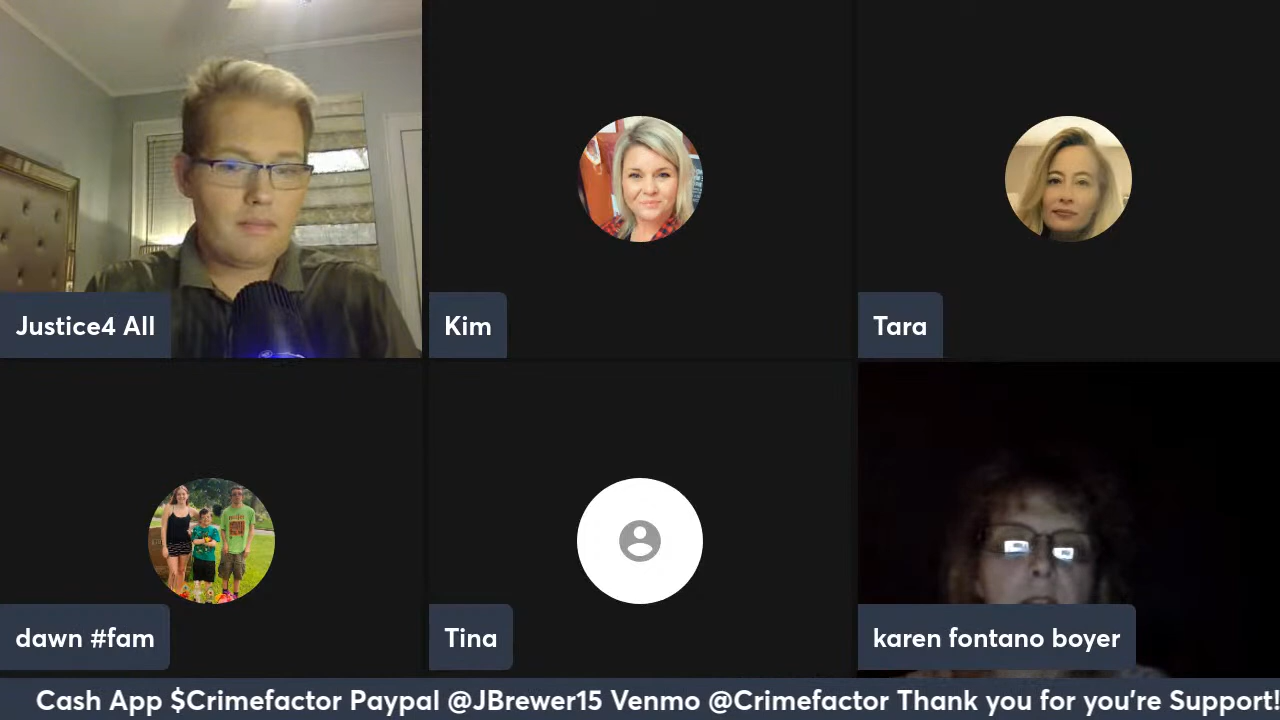 Justice4 All
Kim
Tara
dawn #fam
Tina
karen fontano boyer
Cash App $Crimefactor Paypal @JBrewer15 Venmo @Crimefactor Thank you for you're Support!